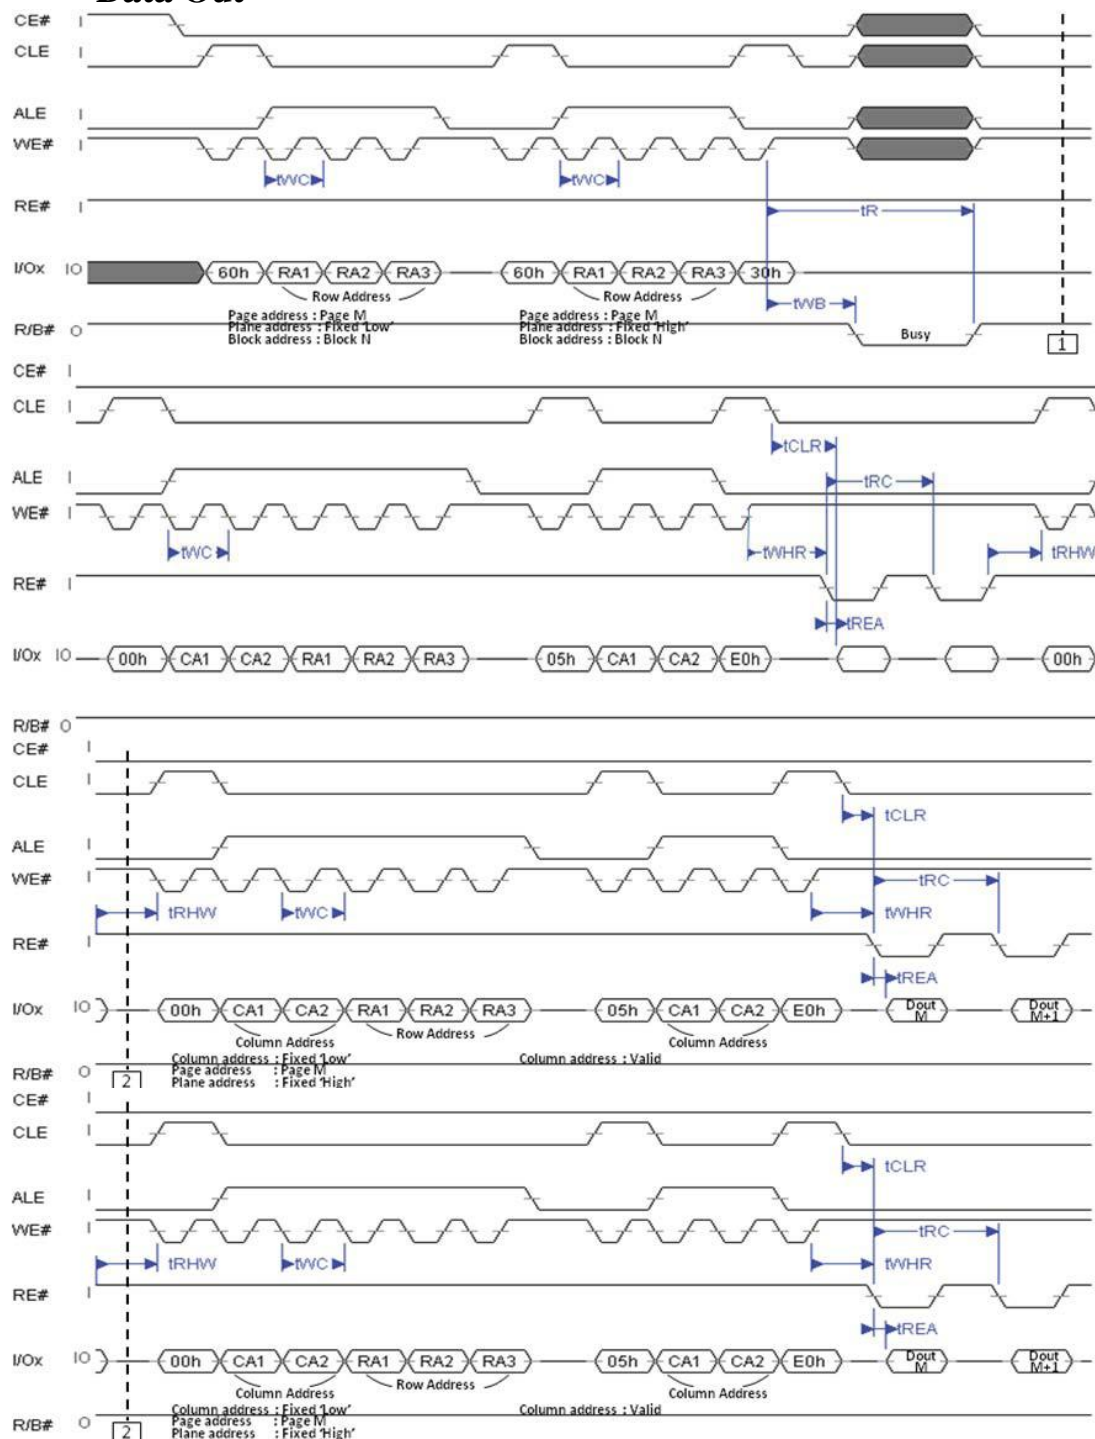 Data Out
CE# I
CLE I
ALE I
WE# I
tWC tWC
RE# I
tR
I/Ox IO 60h RA1 RA2 RA3 60h RA1 RA2 RA3 30h
Row Address Row Address
tWB
Page address : Page M Page address : Page M
Plane address : Fixed 'Low' Plane address : Fixed 'High'
Block address : Block N Block address : Block N
R/B# O Busy
1
CE# I
CLE I
tCLR
ALE I
tRC
WE# I
tWC tWHR tRHW
RE# I
tREA
I/Ox IO 00h CA1 CA2 RA1 RA2 RA3 05h CA1 CA2 E0h 00h
R/B# O
CE# I
CLE I
tCLR
ALE I
WE# I
tRC
tRHW tWC tWHR
RE# I
tREA
I/Ox IO 00h CA1 CA2 RA1 RA2 RA3 05h CA1 CA2 E0h Dout M Dout M+1
Column Address Row Address Column Address
Column address : Fixed 'Low' Column address : Valid
Page address : Page M
Plane address : Fixed 'High'
R/B# O
2
CE# I
CLE I
tCLR
ALE I
WE# I
tRC
tRHW tWC tWHR
RE# I
tREA
I/Ox IO 00h CA1 CA2 RA1 RA2 RA3 05h CA1 CA2 E0h Dout M Dout M+1
Column Address Row Address Column Address
Column address : Fixed 'Low' Column address : Valid
Page address : Page M
Plane address : Fixed 'High'
R/B# O
2